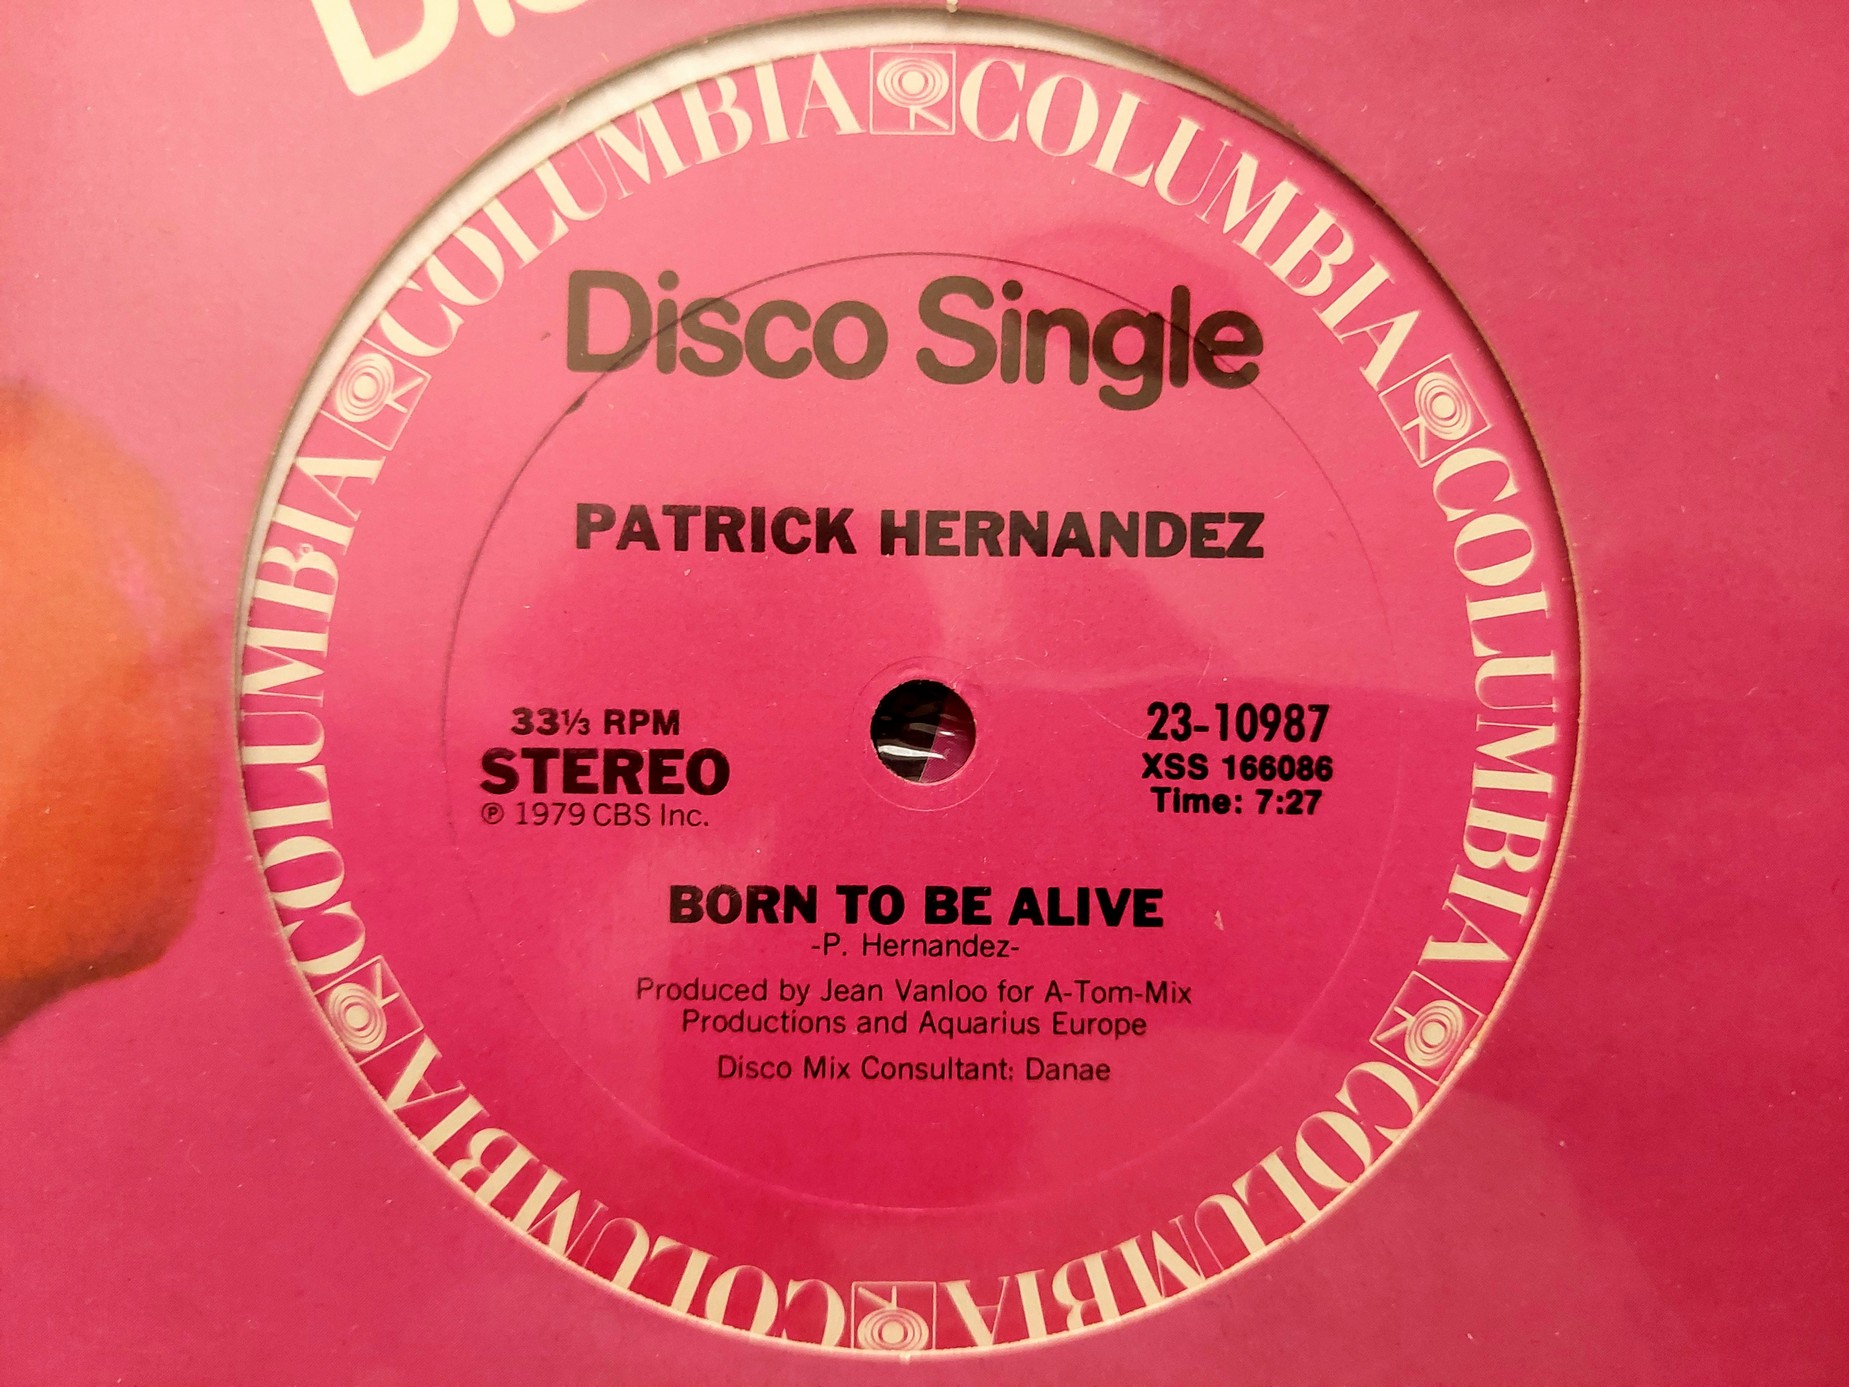 Dis
COLUMBIA COLUMBIA COLUMBIA COLUMBIA COLUMBIA COLUMBIA
Disco Single
PATRICK HERNANDEZ
33⅓ RPM
STEREO
℗ 1979 CBS Inc.
23-10987
XSS 166086
Time: 7:27
BORN TO BE ALIVE
-P. Hernandez-
Produced by Jean Vanloo for A-Tom-Mix
Productions and Aquarius Europe
Disco Mix Consultant: Danae